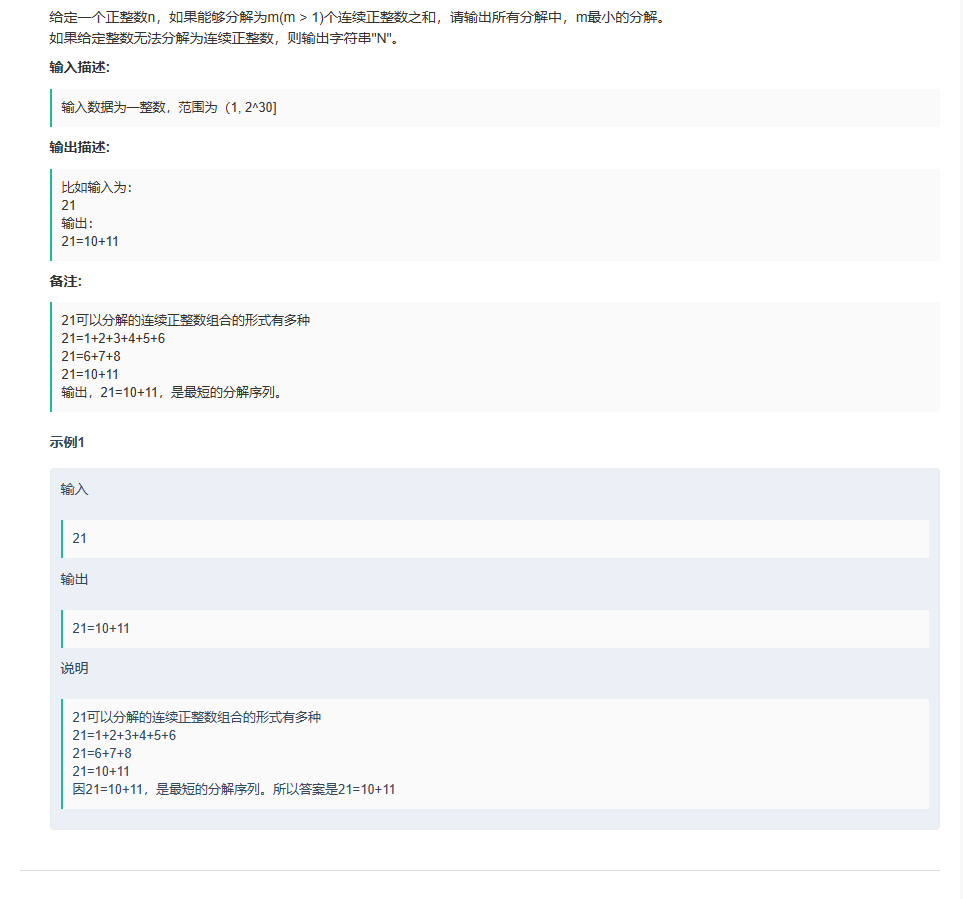 给定一个正整数n，如果能够分解为m(m > 1)个连续正整数之和，请输出所有分解中，m最小的分解。
如果给定整数无法分解为连续正整数，则输出字符串"N"。
输入描述:
输入数据为一整数，范围为（1, 2^30]
输出描述:
比如输入为：
21
输出：
21=10+11
备注:
21可以分解的连续正整数组合的形式有多种
21=1+2+3+4+5+6
21=6+7+8
21=10+11
输出，21=10+11，是最短的分解序列。
示例1
输入
21
输出
21=10+11
说明
21可以分解的连续正整数组合的形式有多种
21=1+2+3+4+5+6
21=6+7+8
21=10+11
因21=10+11，是最短的分解序列。所以答案是21=10+11